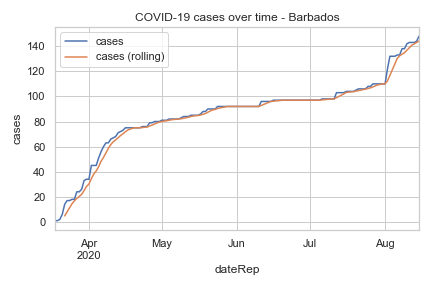 COVID-19 cases over time - Barbados
cases
cases (rolling)
140
120
100
80
60
40
20
0
cases
Apr
2020
May
Jun
Jul
Aug
dateRep